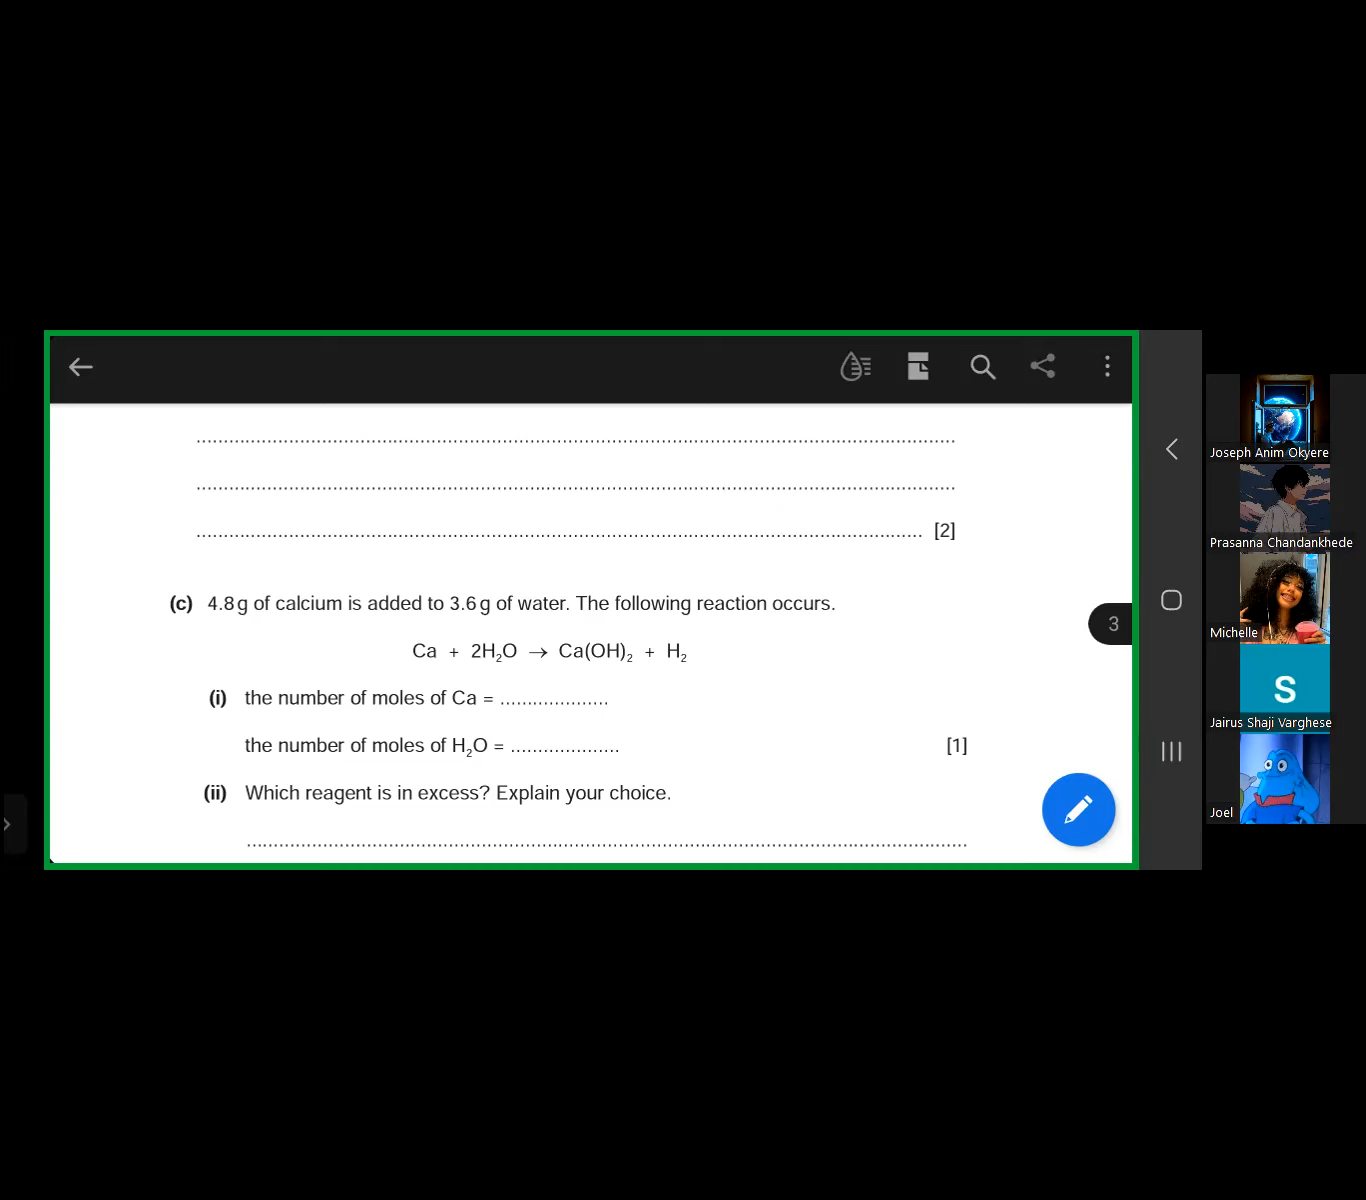 ........................................................................................................................................
........................................................................................................................................
.................................................................................................................................. [2]
(c) 4.8 g of calcium is added to 3.6 g of water. The following reaction occurs.
Ca + 2H₂O → Ca(OH)₂ + H₂
(i) the number of moles of Ca = ....................
the number of moles of H₂O = .................... [1]
(ii) Which reagent is in excess? Explain your choice.
........................................................................................................................................
3
Joseph Anim Okyere
Prasanna Chandankhede
Michelle
S
Jairus Shaji Varghese
Joel